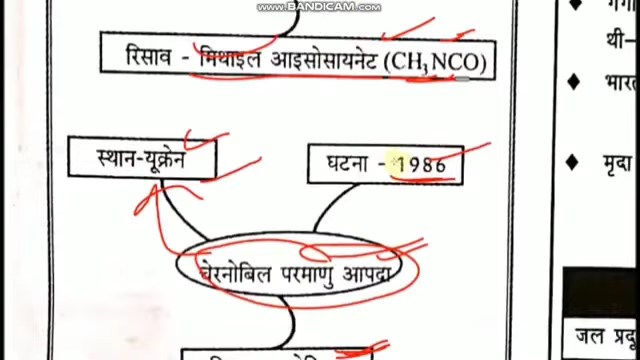 www.BANDICAM.com
रिसाव - मिथाइल आइसोसायनेट (CH₃NCO)
स्थान-यूक्रेन
घटना - 1986
चेरनोबिल परमाणु आपदा
थी-
भारत
मृदा
जल प्रदू